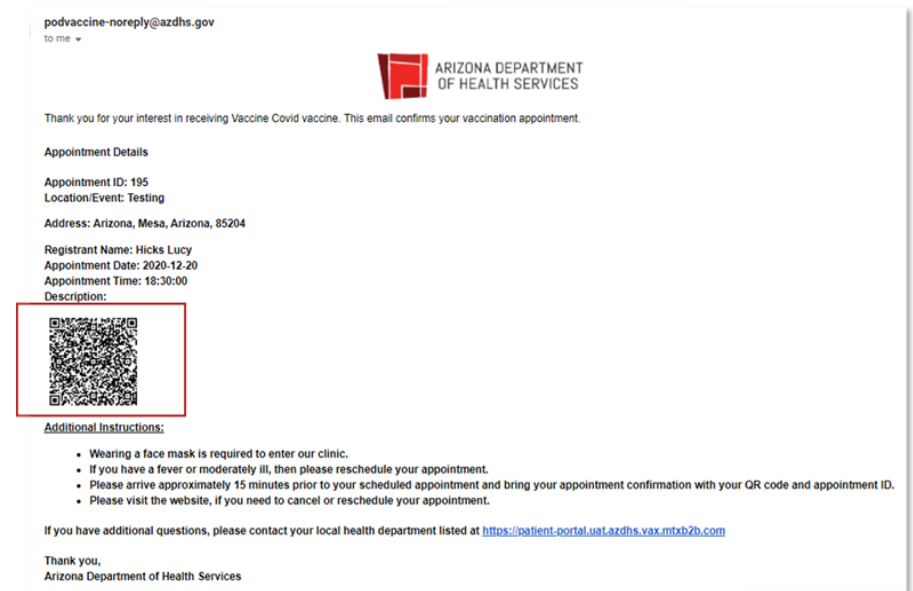 podvaccine-noreply@azdhs.gov
to me
ARIZONA DEPARTMENT
OF HEALTH SERVICES
Thank you for your interest in receiving Vaccine Covid vaccine. This email confirms your vaccination appointment.
Appointment Details
Appointment ID: 195
Location/Event: Testing
Address: Arizona, Mesa, Arizona, 85204
Registrant Name: Hicks Lucy
Appointment Date: 2020-12-20
Appointment Time: 18:30:00
Description:
Additional Instructions:
• Wearing a face mask is required to enter our clinic.
• If you have a fever or moderately ill, then please reschedule your appointment.
• Please arrive approximately 15 minutes prior to your scheduled appointment and bring your appointment confirmation with your QR code and appointment ID.
• Please visit the website, if you need to cancel or reschedule your appointment.
If you have additional questions, please contact your local health department listed at https://patient-portal.uat.azdhs.vax.mtxb2b.com
Thank you,
Arizona Department of Health Services